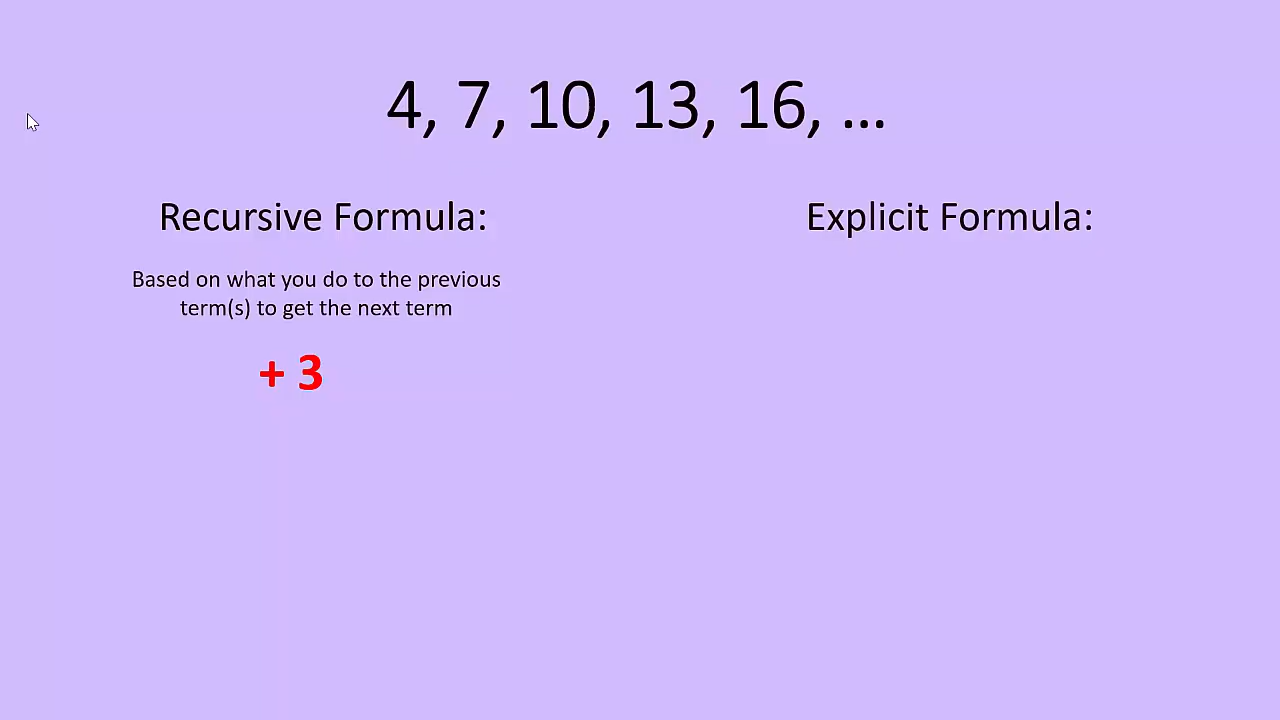 4, 7, 10, 13, 16, ...
Recursive Formula:
Based on what you do to the previous
term(s) to get the next term
+ 3
Explicit Formula: